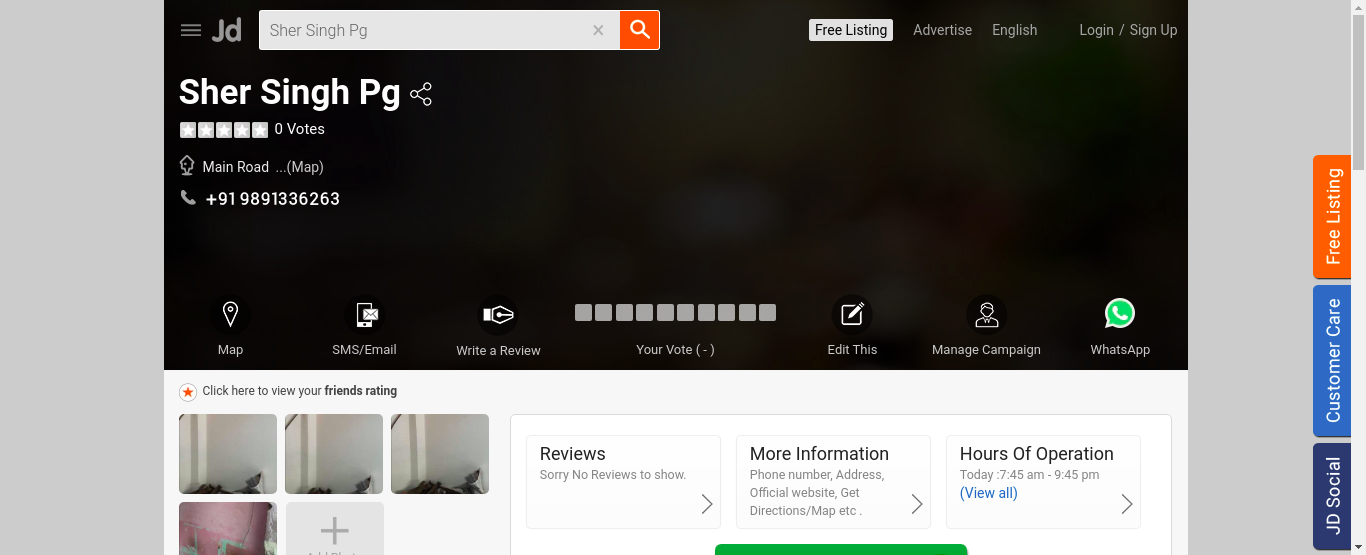 Jd
Sher Singh Pg
Free Listing
Advertise
English
Login / Sign Up
Sher Singh Pg
0 Votes
Main Road ...(Map)
+91 9891336263
Map
SMS/Email
Write a Review
Your Vote ( - )
Edit This
Manage Campaign
WhatsApp
Click here to view your friends rating
Reviews
Sorry No Reviews to show.
More Information
Phone number, Address,
Official website, Get
Directions/Map etc .
Hours Of Operation
Today :7:45 am - 9:45 pm
(View all)
Free Listing
Customer Care
JD Social